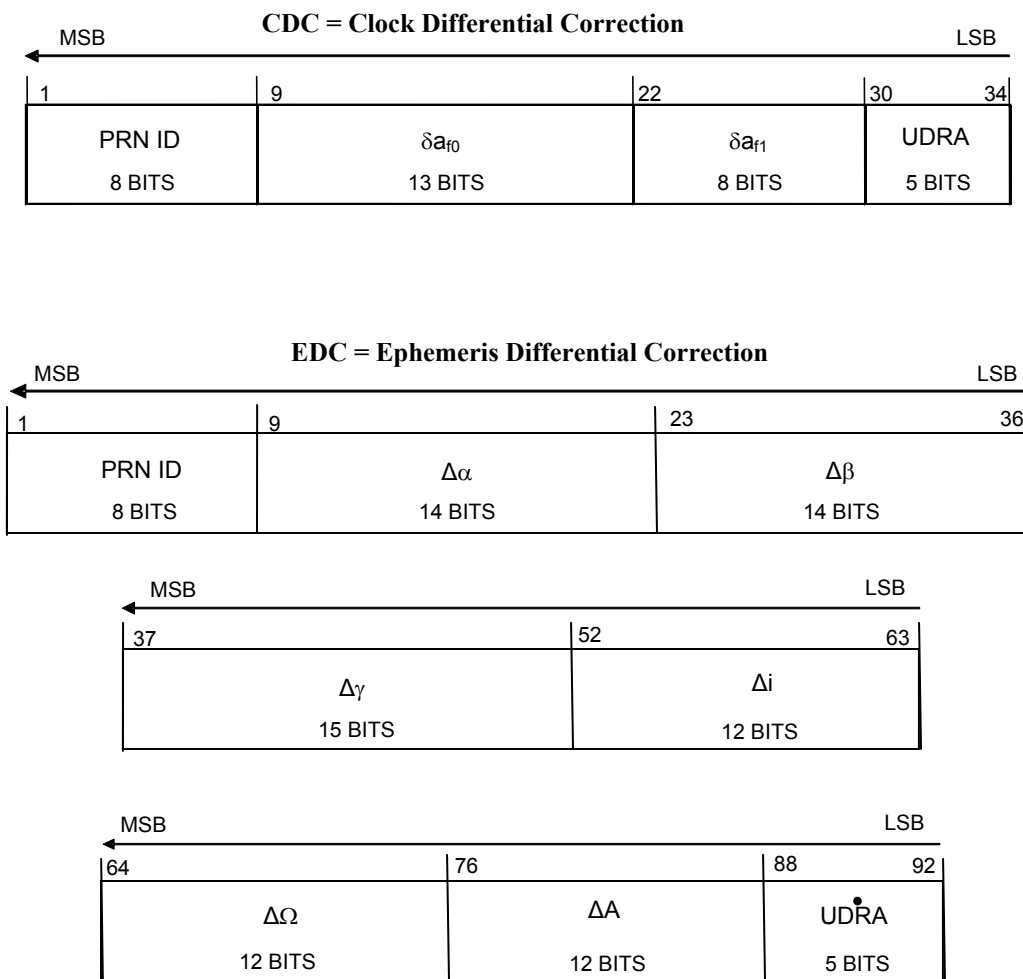 CDC = Clock Differential Correction
MSB LSB
1 9 22 30 34
PRN ID δaf0 δaf1 UDRA
8 BITS 13 BITS 8 BITS 5 BITS
EDC = Ephemeris Differential Correction
MSB LSB
1 9 23 36
PRN ID Δα Δβ
8 BITS 14 BITS 14 BITS
MSB LSB
37 52 63
Δγ Δi
15 BITS 12 BITS
MSB LSB
64 76 88 92
ΔΩ ΔA UDṘA
12 BITS 12 BITS 5 BITS